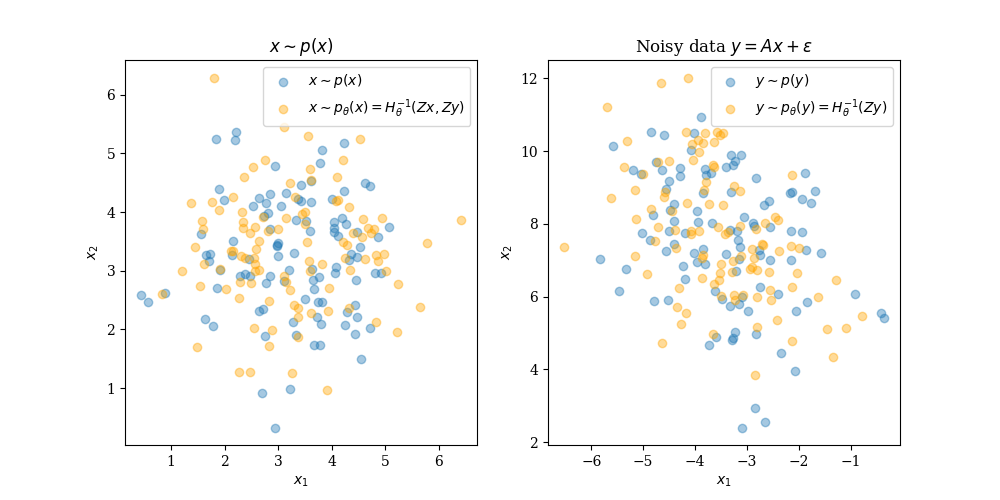 x ∼ p(x)
x ∼ p(x)
x ∼ p_θ(x) = H_θ^{-1}(Zx, Zy)
x_2
6
5
4
3
2
1
1 2 3 4 5 6
x_1
Noisy data y = Ax + ε
y ∼ p(y)
y ∼ p_θ(y) = H_θ^{-1}(Zy)
x_2
12
10
8
6
4
2
−6 −5 −4 −3 −2 −1
x_1